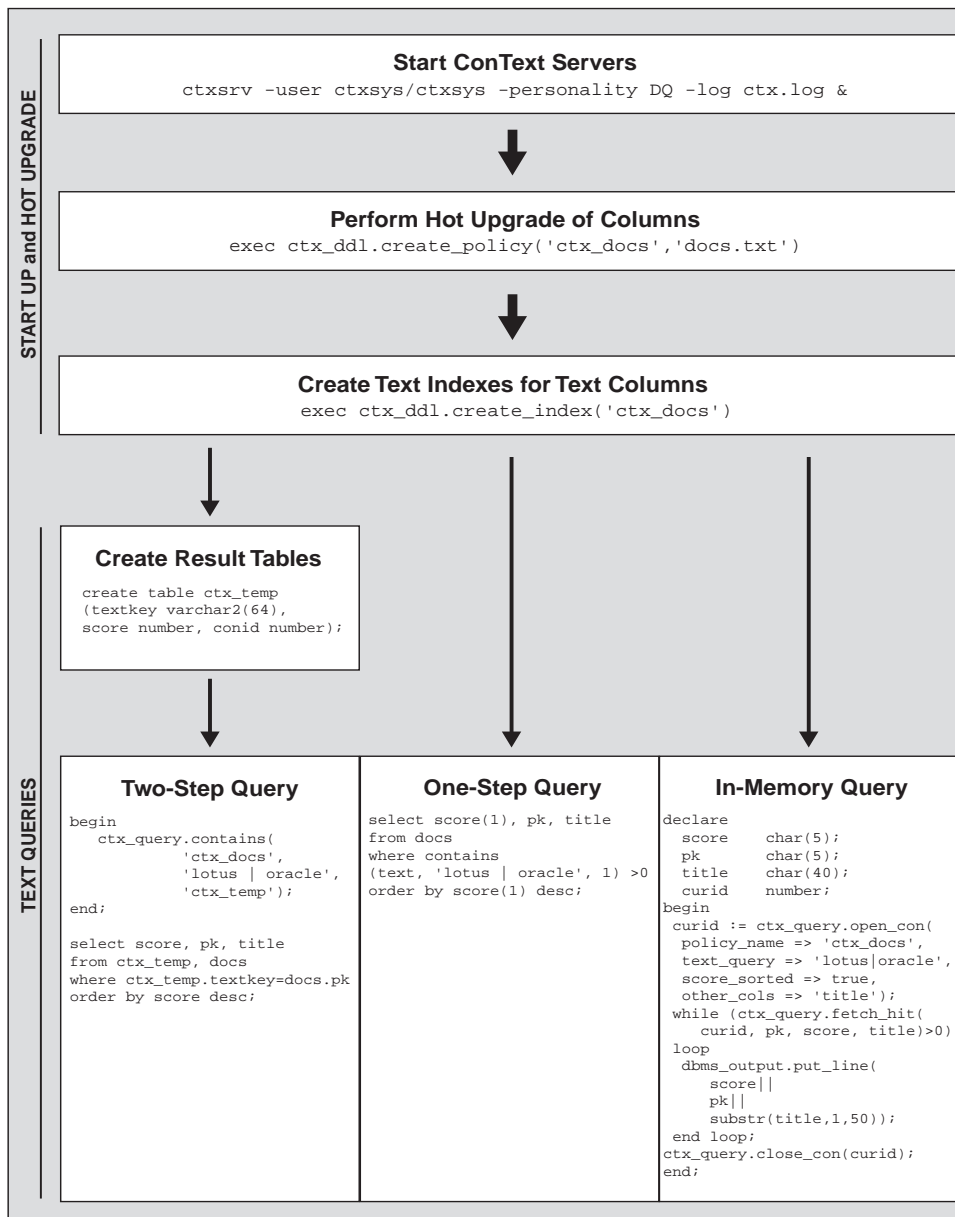 START UP and HOT UPGRADE
Start ConText Servers
ctxsrv -user ctxsys/ctxsys -personality DQ -log ctx.log &
Perform Hot Upgrade of Columns
exec ctx_ddl.create_policy('ctx_docs','docs.txt')
Create Text Indexes for Text Columns
exec ctx_ddl.create_index('ctx_docs')
TEXT QUERIES
Create Result Tables
create table ctx_temp
(textkey varchar2(64),
score number, conid number);
Two-Step Query
begin
   ctx_query.contains(
            'ctx_docs',
            'lotus | oracle',
            'ctx_temp');
end;
select score, pk, title
from ctx_temp, docs
where ctx_temp.textkey=docs.pk
order by score desc;
One-Step Query
select score(1), pk, title
from docs
where contains
(text, 'lotus | oracle', 1) >0
order by score(1) desc;
In-Memory Query
declare
  score    char(5);
  pk       char(5);
  title    char(40);
  curid    number;
begin
 curid := ctx_query.open_con(
  policy_name => 'ctx_docs',
  text_query => 'lotus|oracle',
  score_sorted => true,
  other_cols => 'title');
 while (ctx_query.fetch_hit(
    curid, pk, score, title)>0)
 loop
  dbms_output.put_line(
     score||
     pk||
     substr(title,1,50));
 end loop;
ctx_query.close_con(curid);
end;